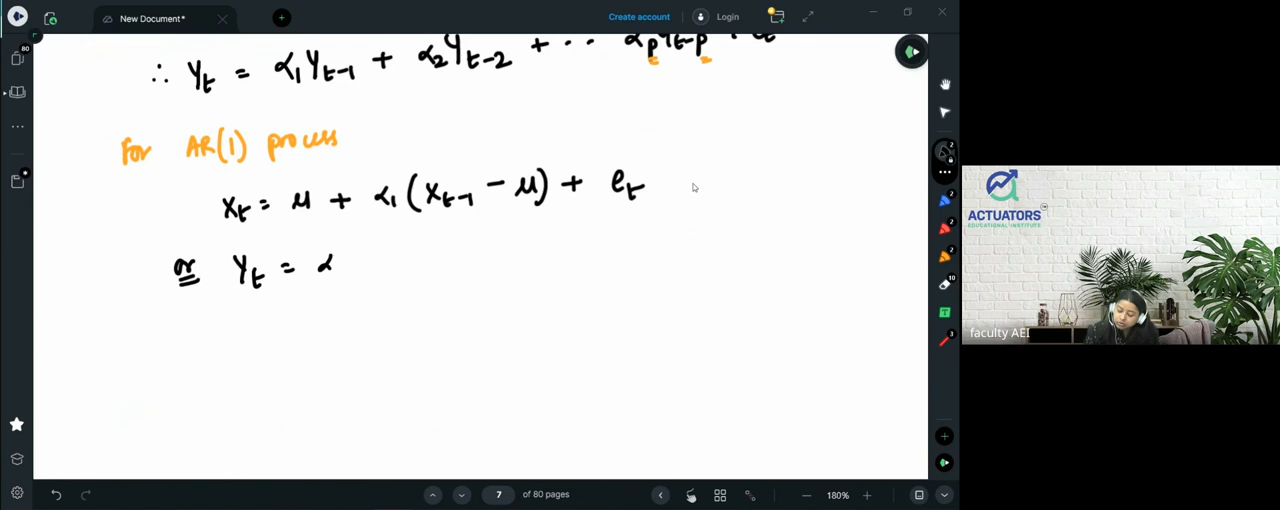 New Document*
Create account
Login
∴ Yt = α1Yt-1 + α2Yt-2 + .. αpYt-p + et
For AR(1) process
Xt = μ + α1(Xt-1 - μ) + et
or Yt = α
ACTUATORS
EDUCATIONAL INSTITUTE
faculty AEI
7 of 80 pages
180%